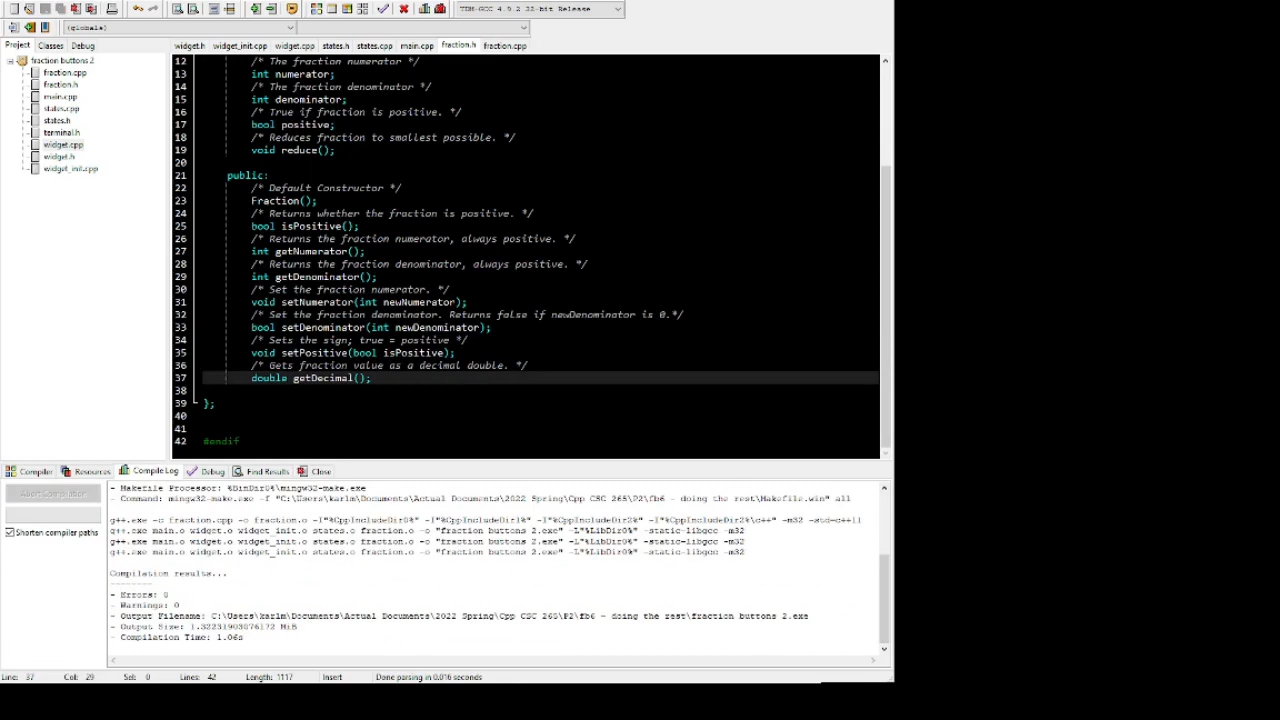 TDM-GCC 4.9.2 32-bit Release
(globals)
Project Classes Debug
widget.h widget_init.cpp widget.cpp states.h states.cpp main.cpp fraction.h fraction.cpp
fraction buttons 2
fraction.cpp
fraction.h
main.cpp
states.cpp
states.h
terminal.h
widget.cpp
widget.h
widget_init.cpp
12 /* The fraction numerator */
13 int numerator;
14 /* The fraction denominator */
15 int denominator;
16 /* True if fraction is positive. */
17 bool positive;
18 /* Reduces fraction to smallest possible. */
19 void reduce();
20
21 public:
22 /* Default Constructor */
23 Fraction();
24 /* Returns whether the fraction is positive. */
25 bool isPositive();
26 /* Returns the fraction numerator, always positive. */
27 int getNumerator();
28 /* Returns the fraction denominator, always positive. */
29 int getDenominator();
30 /* Set the fraction numerator. */
31 void setNumerator(int newNumerator);
32 /* Set the fraction denominator. Returns false if newDenominator is 0.*/
33 bool setDenominator(int newDenominator);
34 /* Sets the sign; true = positive */
35 void setPositive(bool isPositive);
36 /* Gets fraction value as a decimal double. */
37 double getDecimal();
38
39 };
40
41
42 #endif
Compiler Resources Compile Log Debug Find Results Close
Abort Compilation
Shorten compiler paths
- Makefile Processor: %BinDir0%\mingw32-make.exe
- Command: mingw32-make.exe -f "C:\Users\karlm\Documents\Actual Documents\2022 Spring\Cpp CSC 265\P2\fb6 - doing the rest\Makefile.win" all
g++.exe -c fraction.cpp -o fraction.o -I"%CppIncludeDir0%" -I"%CppIncludeDir1%" -I"%CppIncludeDir2%" -I"%CppIncludeDir2%\c++" -m32 -std=c++11
g++.exe main.o widget.o widget_init.o states.o fraction.o -o "fraction buttons 2.exe" -L"%LibDir0%" -static-libgcc -m32
g++.exe main.o widget.o widget_init.o states.o fraction.o -o "fraction buttons 2.exe" -L"%LibDir0%" -static-libgcc -m32
g++.exe main.o widget.o widget_init.o states.o fraction.o -o "fraction buttons 2.exe" -L"%LibDir0%" -static-libgcc -m32
Compilation results...
--------
- Errors: 0
- Warnings: 0
- Output Filename: C:\Users\karlm\Documents\Actual Documents\2022 Spring\Cpp CSC 265\P2\fb6 - doing the rest\fraction buttons 2.exe
- Output Size: 1.32231903076172 MiB
- Compilation Time: 1.06s
Line: 37 Col: 29 Sel: 0 Lines: 42 Length: 1117 Insert Done parsing in 0.016 seconds